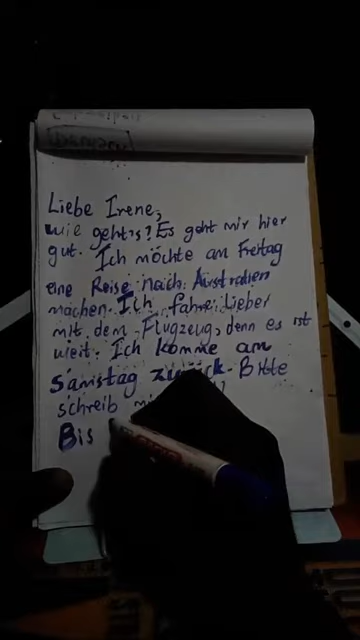 Liebe Irene,
wie geht's? Es geht mir hier
gut. Ich möchte am Freitag
eine Reise nach Australien
machen. Ich fahre lieber
mit dem Flugzeug, denn es ist
weit. Ich komme am
Samstag zurück. Bitte
schreib
Bis